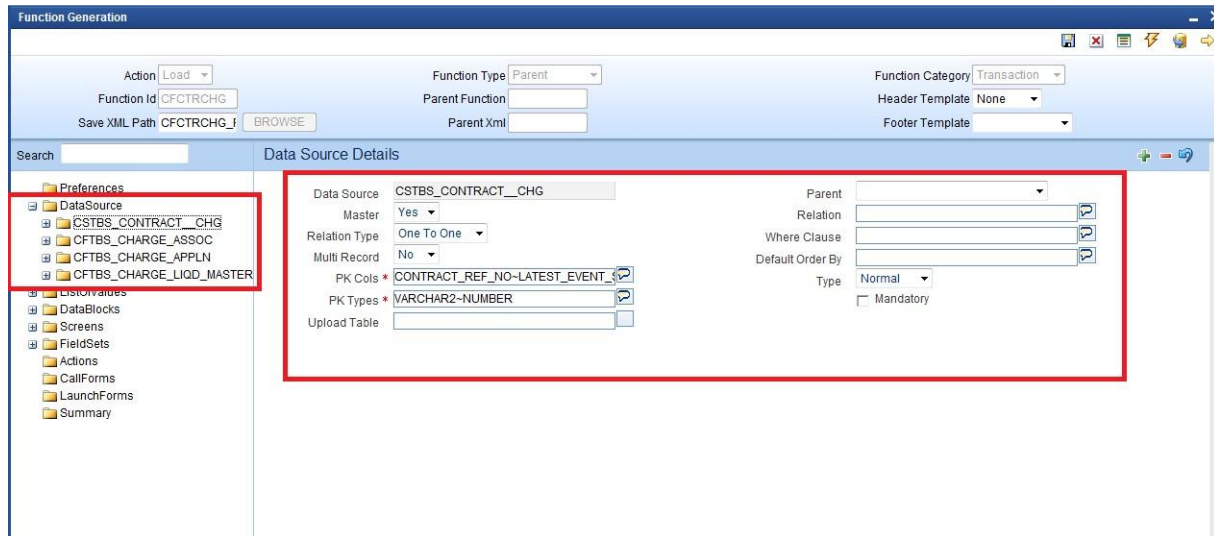 Function Generation
Action Load Function Type Parent Function Category Transaction
Function Id CFCTRCHG Parent Function Header Template None
Save XML Path CFCTRCHG_ BROWSE Parent Xml Footer Template
Search Data Source Details
Preferences
DataSource
CSTBS_CONTRACT__CHG
CFTBS_CHARGE_ASSOC
CFTBS_CHARGE_APPLN
CFTBS_CHARGE_LIQD_MASTER
ListOfValues
DataBlocks
Screens
FieldSets
Actions
CallForms
LaunchForms
Summary
Data Source CSTBS_CONTRACT__CHG Parent
Master Yes Relation
Relation Type One To One Where Clause
Multi Record No Default Order By
PK Cols * CONTRACT_REF_NO~LATEST_EVENT_ Type Normal
PK Types * VARCHAR2~NUMBER Mandatory
Upload Table